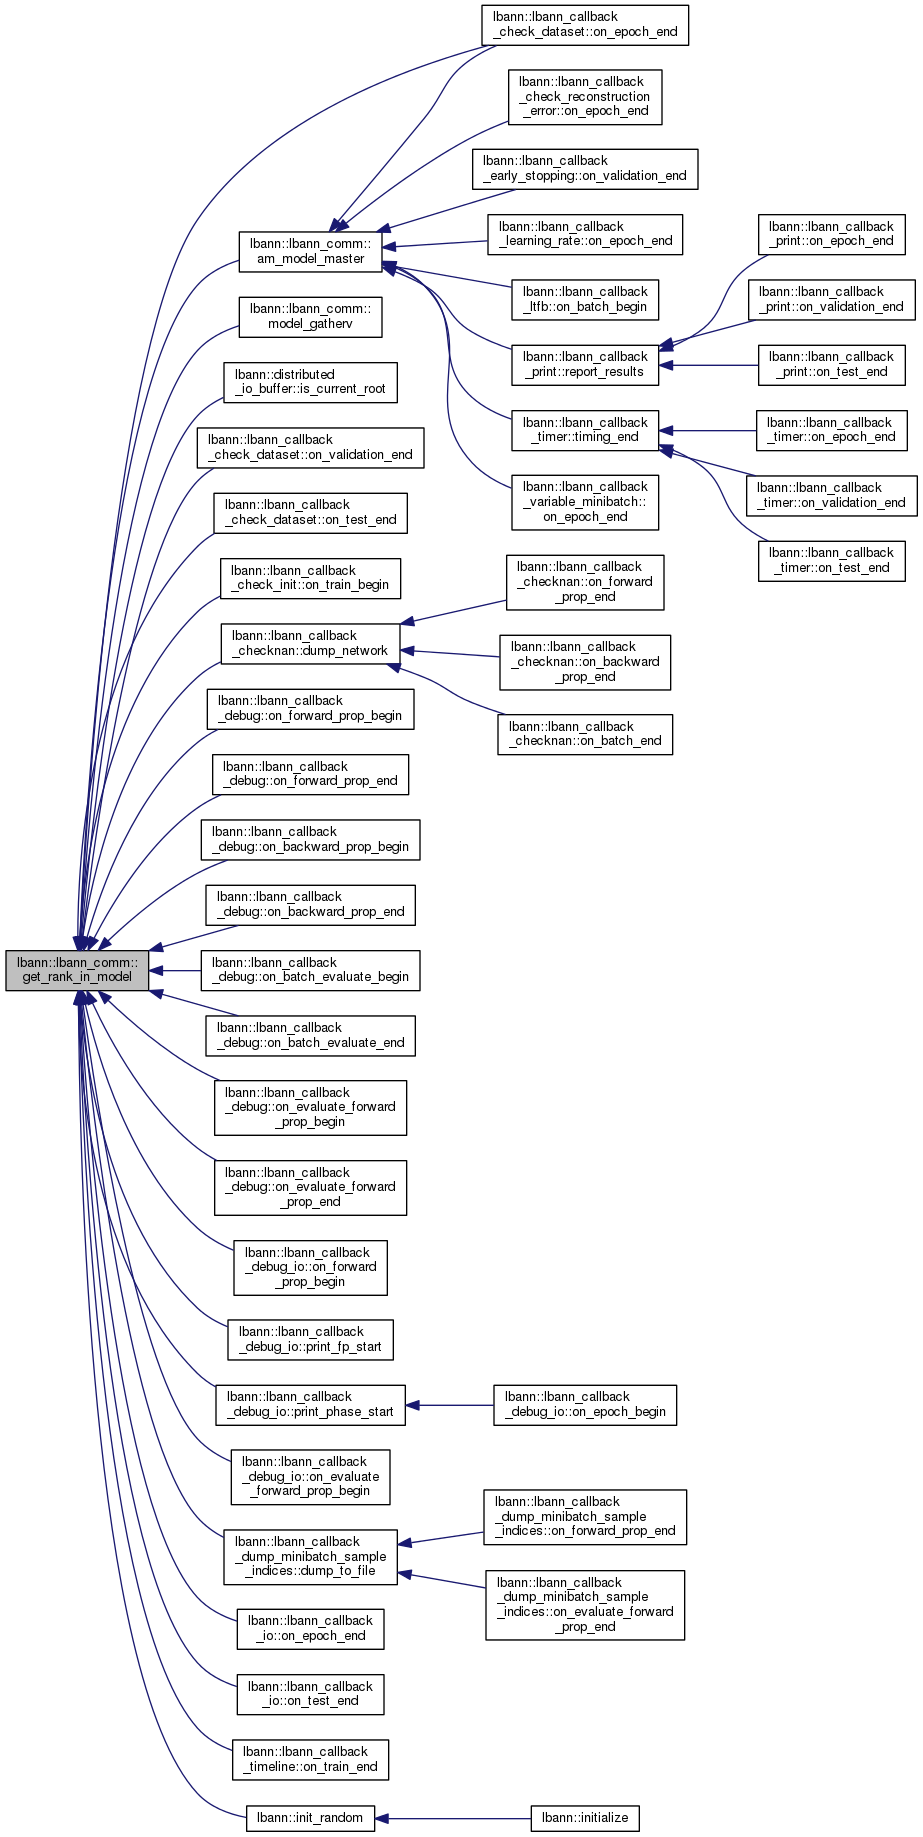 lbann::lbann_callback
_check_dataset::on_epoch_end
lbann::lbann_callback
_check_reconstruction
_error::on_epoch_end
lbann::lbann_callback
_early_stopping::on_validation_end
lbann::lbann_callback
_learning_rate::on_epoch_end
lbann::lbann_callback
_ltfb::on_batch_begin
lbann::lbann_callback
_print::report_results
lbann::lbann_callback
_print::on_epoch_end
lbann::lbann_callback
_print::on_validation_end
lbann::lbann_callback
_print::on_test_end
lbann::lbann_callback
_timer::timing_end
lbann::lbann_callback
_timer::on_epoch_end
lbann::lbann_callback
_timer::on_validation_end
lbann::lbann_callback
_timer::on_test_end
lbann::lbann_callback
_variable_minibatch::
on_epoch_end
lbann::lbann_comm::
am_model_master
lbann::lbann_comm::
model_gatherv
lbann::distributed
_io_buffer::is_current_root
lbann::lbann_callback
_check_dataset::on_validation_end
lbann::lbann_callback
_check_dataset::on_test_end
lbann::lbann_callback
_check_init::on_train_begin
lbann::lbann_callback
_checknan::dump_network
lbann::lbann_callback
_checknan::on_forward
_prop_end
lbann::lbann_callback
_checknan::on_backward
_prop_end
lbann::lbann_callback
_checknan::on_batch_end
lbann::lbann_callback
_debug::on_forward_prop_begin
lbann::lbann_callback
_debug::on_forward_prop_end
lbann::lbann_callback
_debug::on_backward_prop_begin
lbann::lbann_callback
_debug::on_backward_prop_end
lbann::lbann_comm::
get_rank_in_model
lbann::lbann_callback
_debug::on_batch_evaluate_begin
lbann::lbann_callback
_debug::on_batch_evaluate_end
lbann::lbann_callback
_debug::on_evaluate_forward
_prop_begin
lbann::lbann_callback
_debug::on_evaluate_forward
_prop_end
lbann::lbann_callback
_debug_io::on_forward
_prop_begin
lbann::lbann_callback
_debug_io::print_fp_start
lbann::lbann_callback
_debug_io::print_phase_start
lbann::lbann_callback
_debug_io::on_epoch_begin
lbann::lbann_callback
_debug_io::on_evaluate
_forward_prop_begin
lbann::lbann_callback
_dump_minibatch_sample
_indices::dump_to_file
lbann::lbann_callback
_dump_minibatch_sample
_indices::on_forward_prop_end
lbann::lbann_callback
_dump_minibatch_sample
_indices::on_evaluate_forward
_prop_end
lbann::lbann_callback
_io::on_epoch_end
lbann::lbann_callback
_io::on_test_end
lbann::lbann_callback
_timeline::on_train_end
lbann::init_random
lbann::initialize